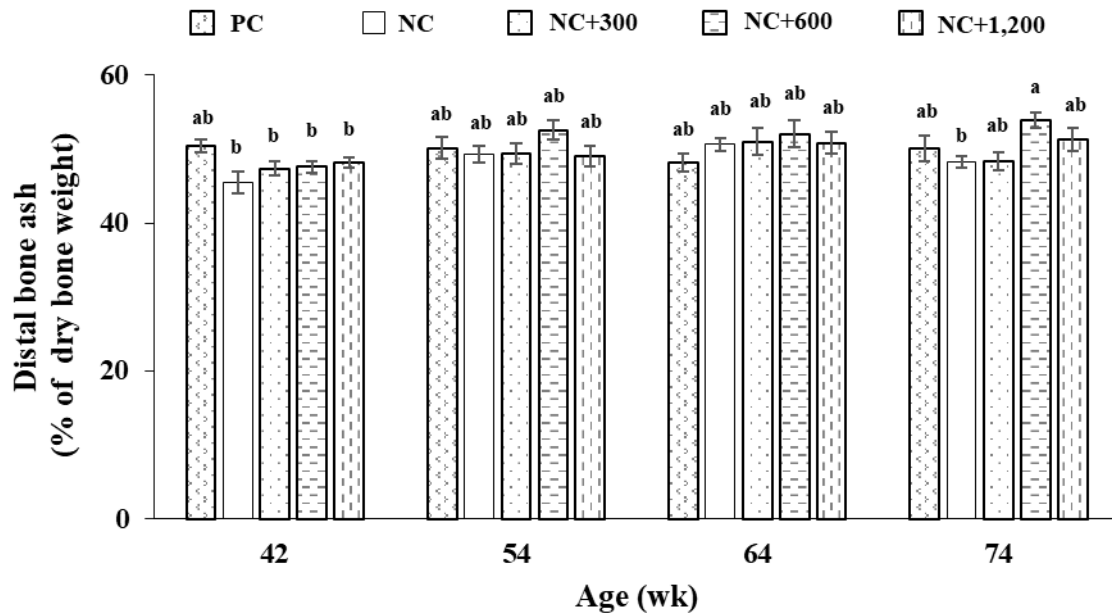 PC NC NC+300 NC+600 NC+1,200
Distal bone ash
(% of dry bone weight)
60
40
20
0
ab b b b b
ab ab ab ab ab
ab ab ab ab ab
ab b ab a ab
42 54 64 74
Age (wk)